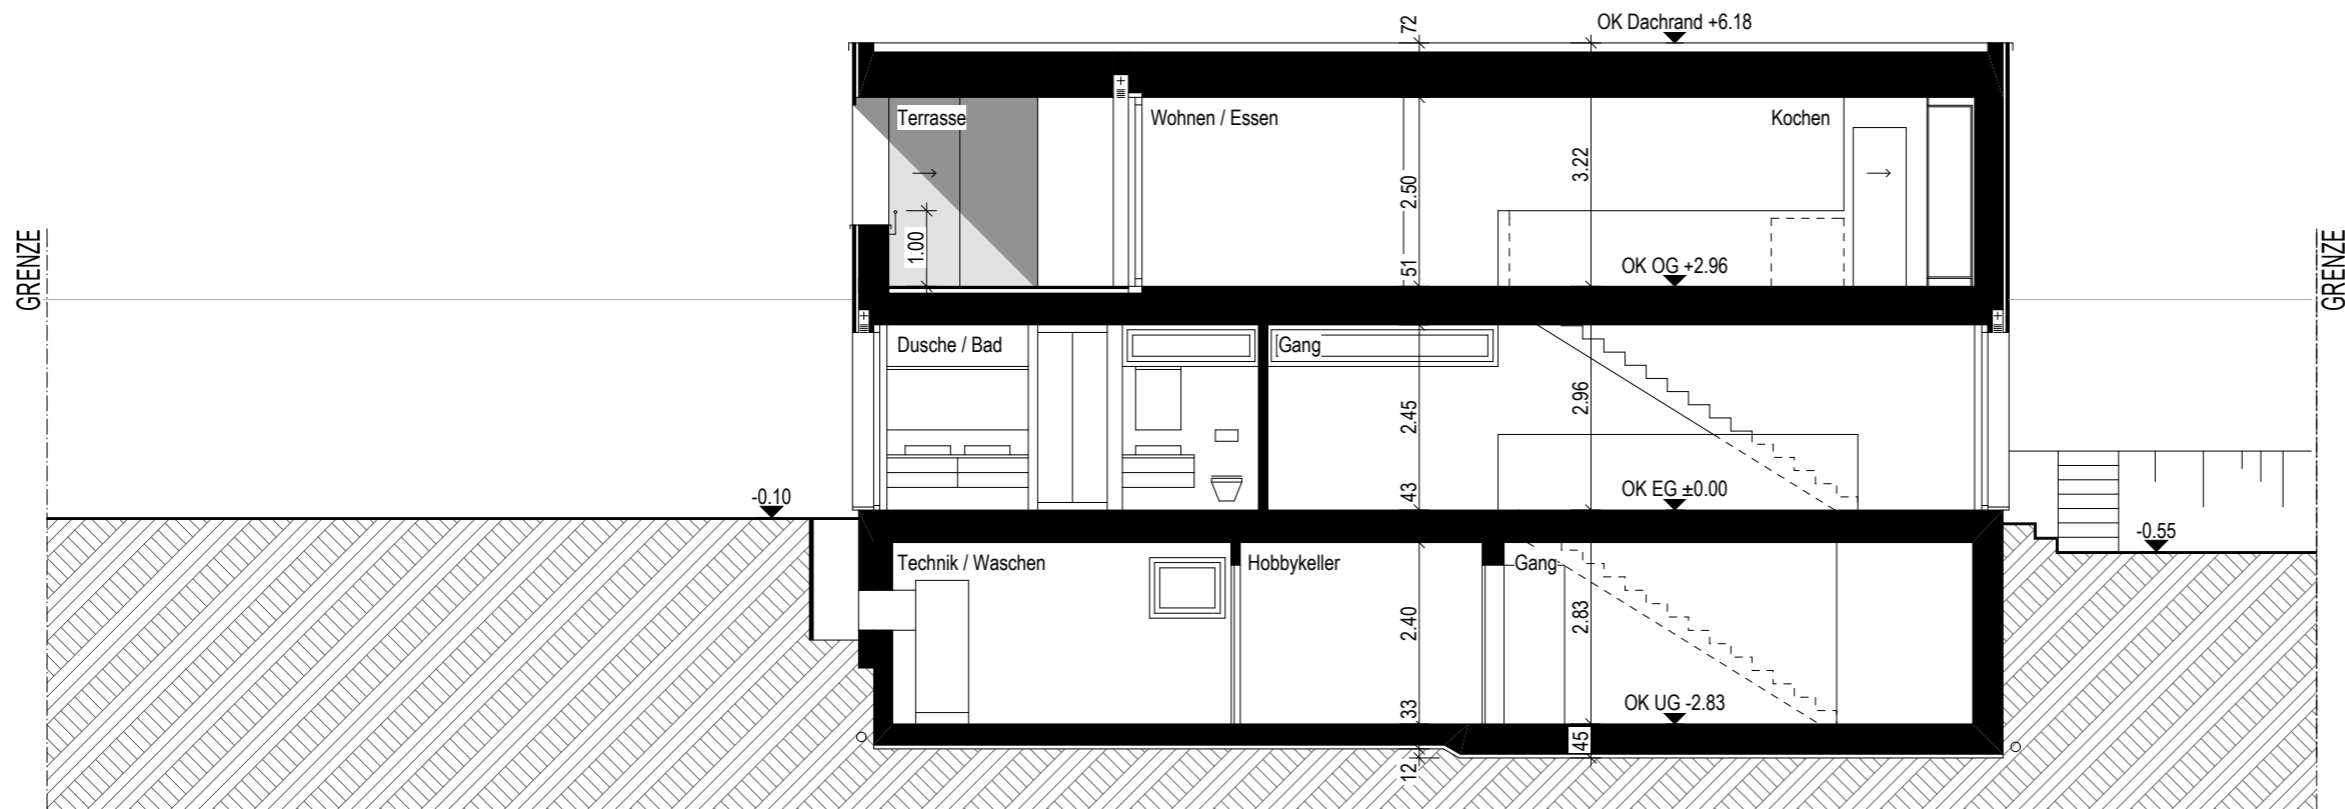 72
OK Dachrand +6.18
Terrasse
Wohnen / Essen
Kochen
3.22
2.50
1.00
GRENZE
GRENZE
51
OK OG +2.96
Dusche / Bad
Gang
2.96
2.45
43
OK EG ±0.00
-0.10
-0.55
Technik / Waschen
Hobbykeller
Gang
2.83
2.40
33
OK UG -2.83
45
12